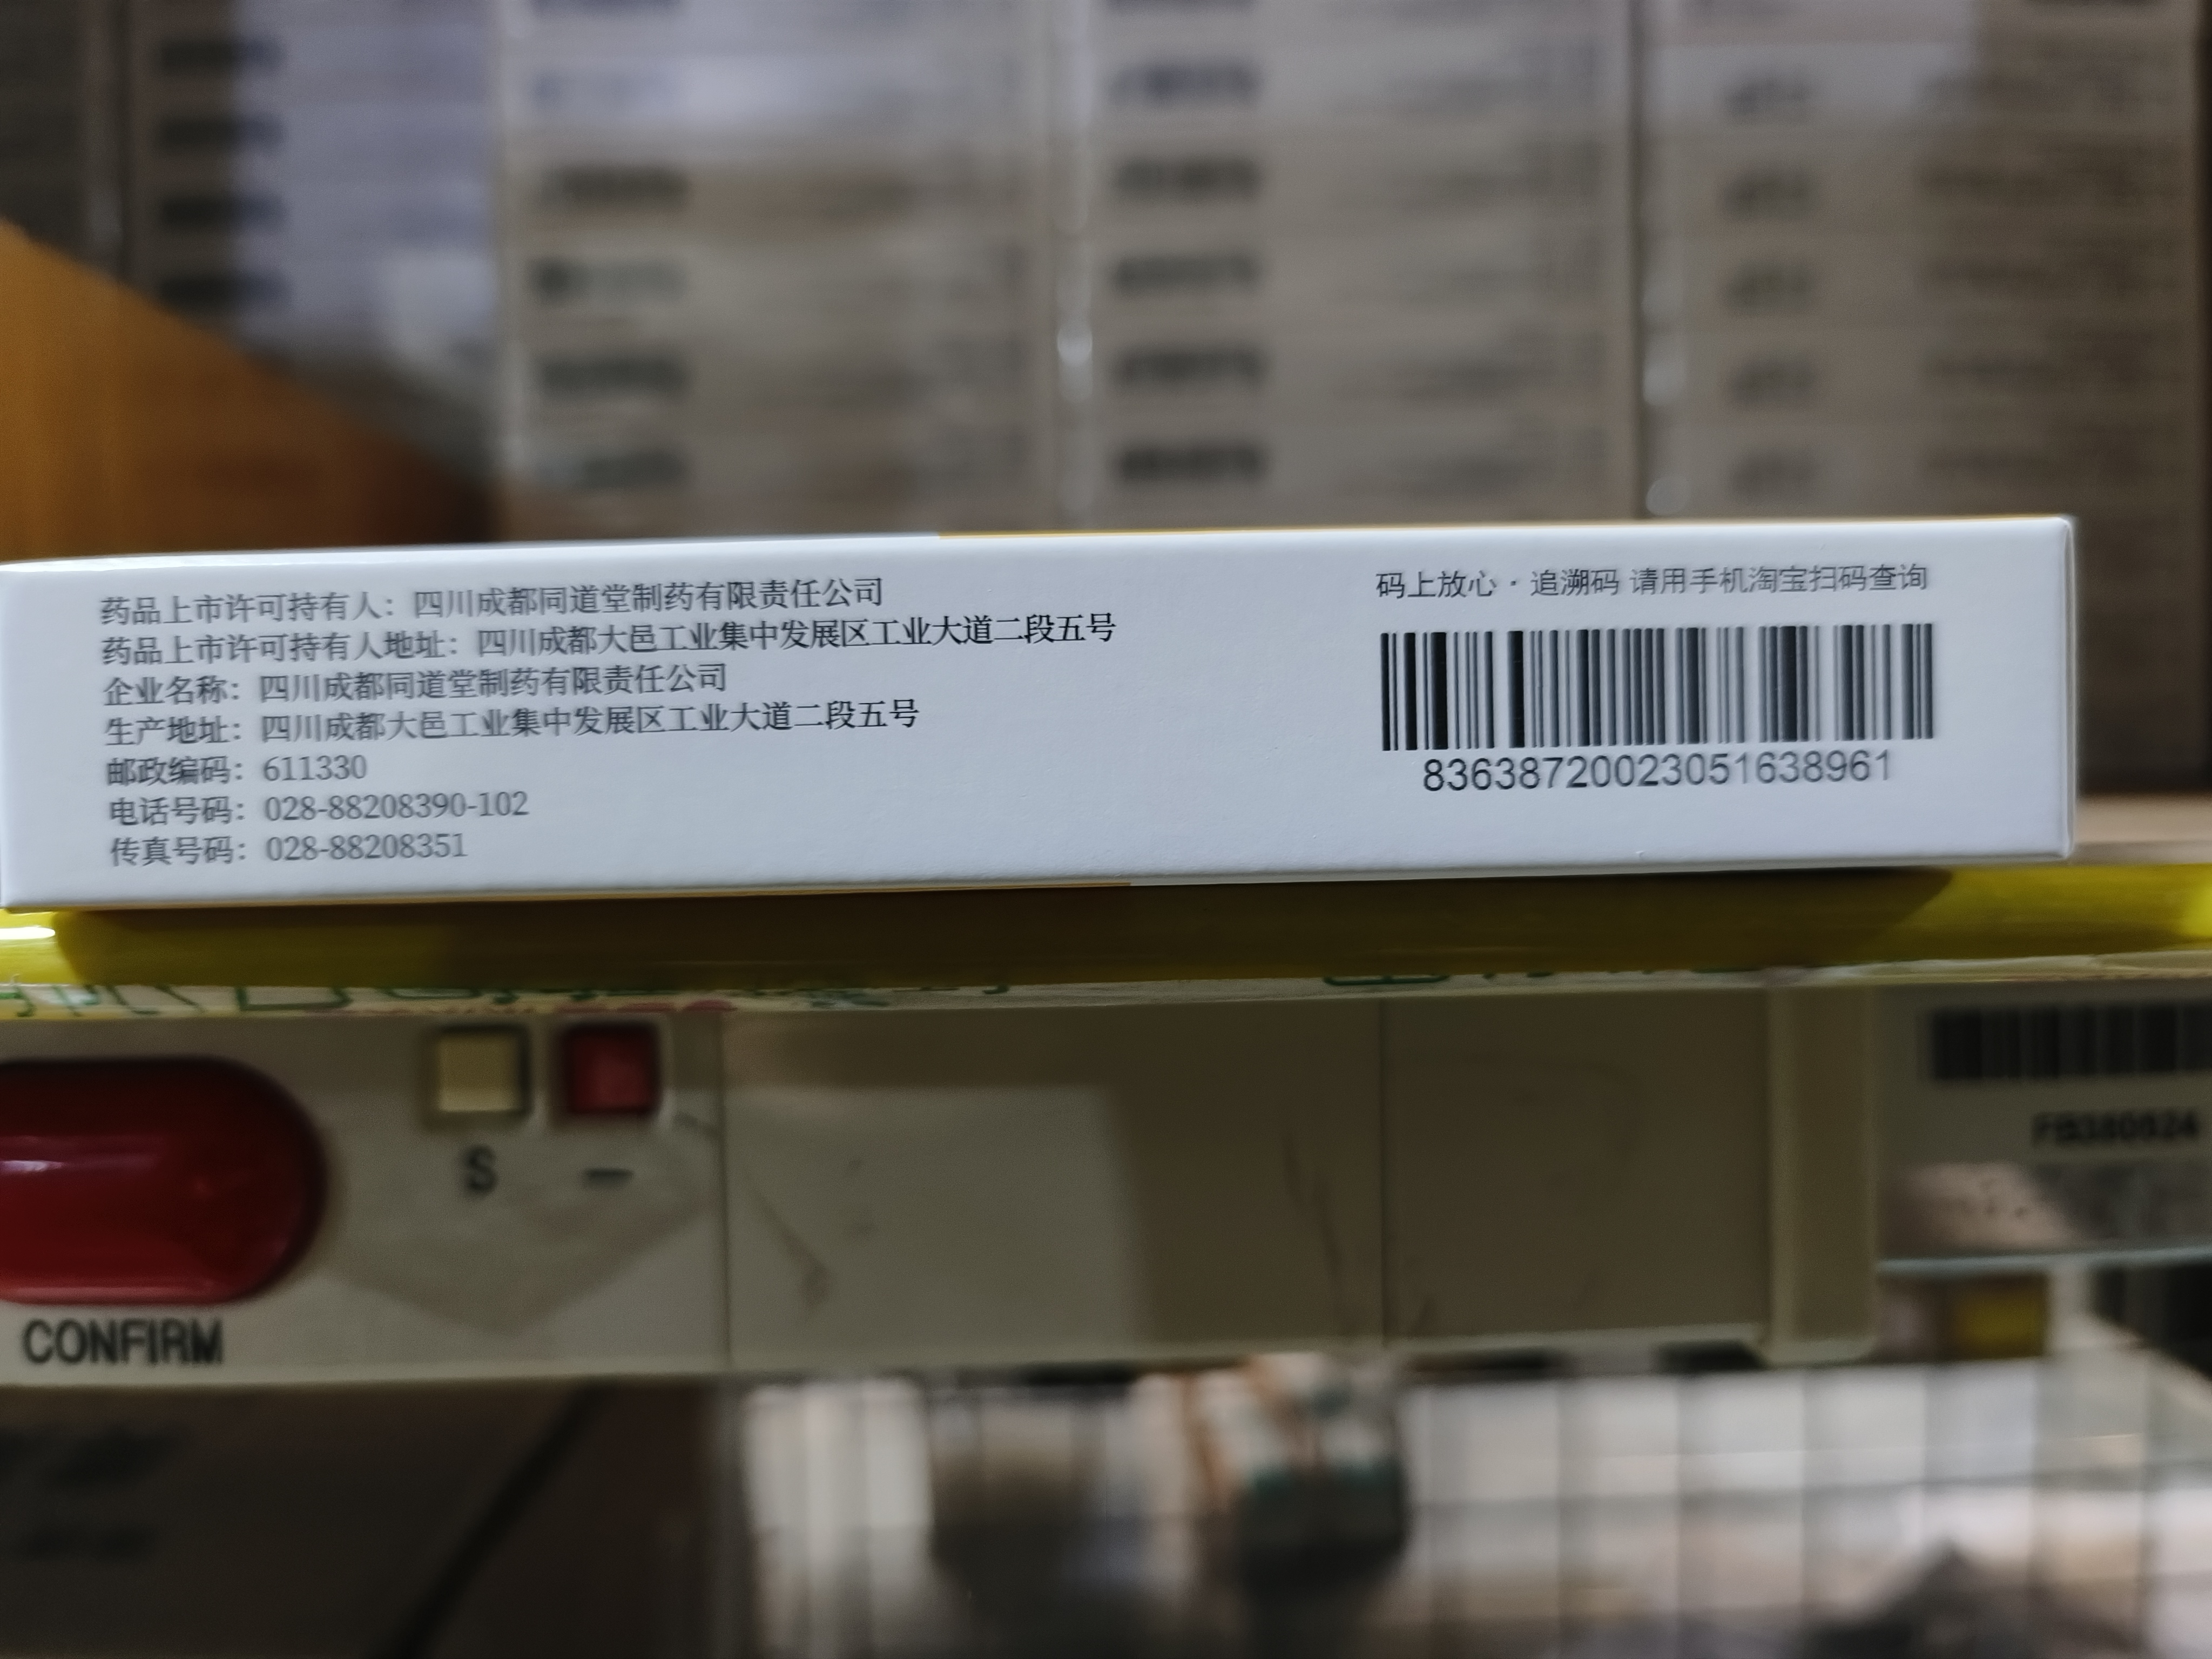 药品上市许可持有人：四川成都同道堂制药有限责任公司
药品上市许可持有人地址：四川成都大邑工业集中发展区工业大道二段五号
企业名称：四川成都同道堂制药有限责任公司
生产地址：四川成都大邑工业集中发展区工业大道二段五号
邮政编码：611330
电话号码：028-88208390-102
传真号码：028-88208351
码上放心·追溯码 请用手机淘宝扫码查询
83638720023051638961
S
CONFIRM